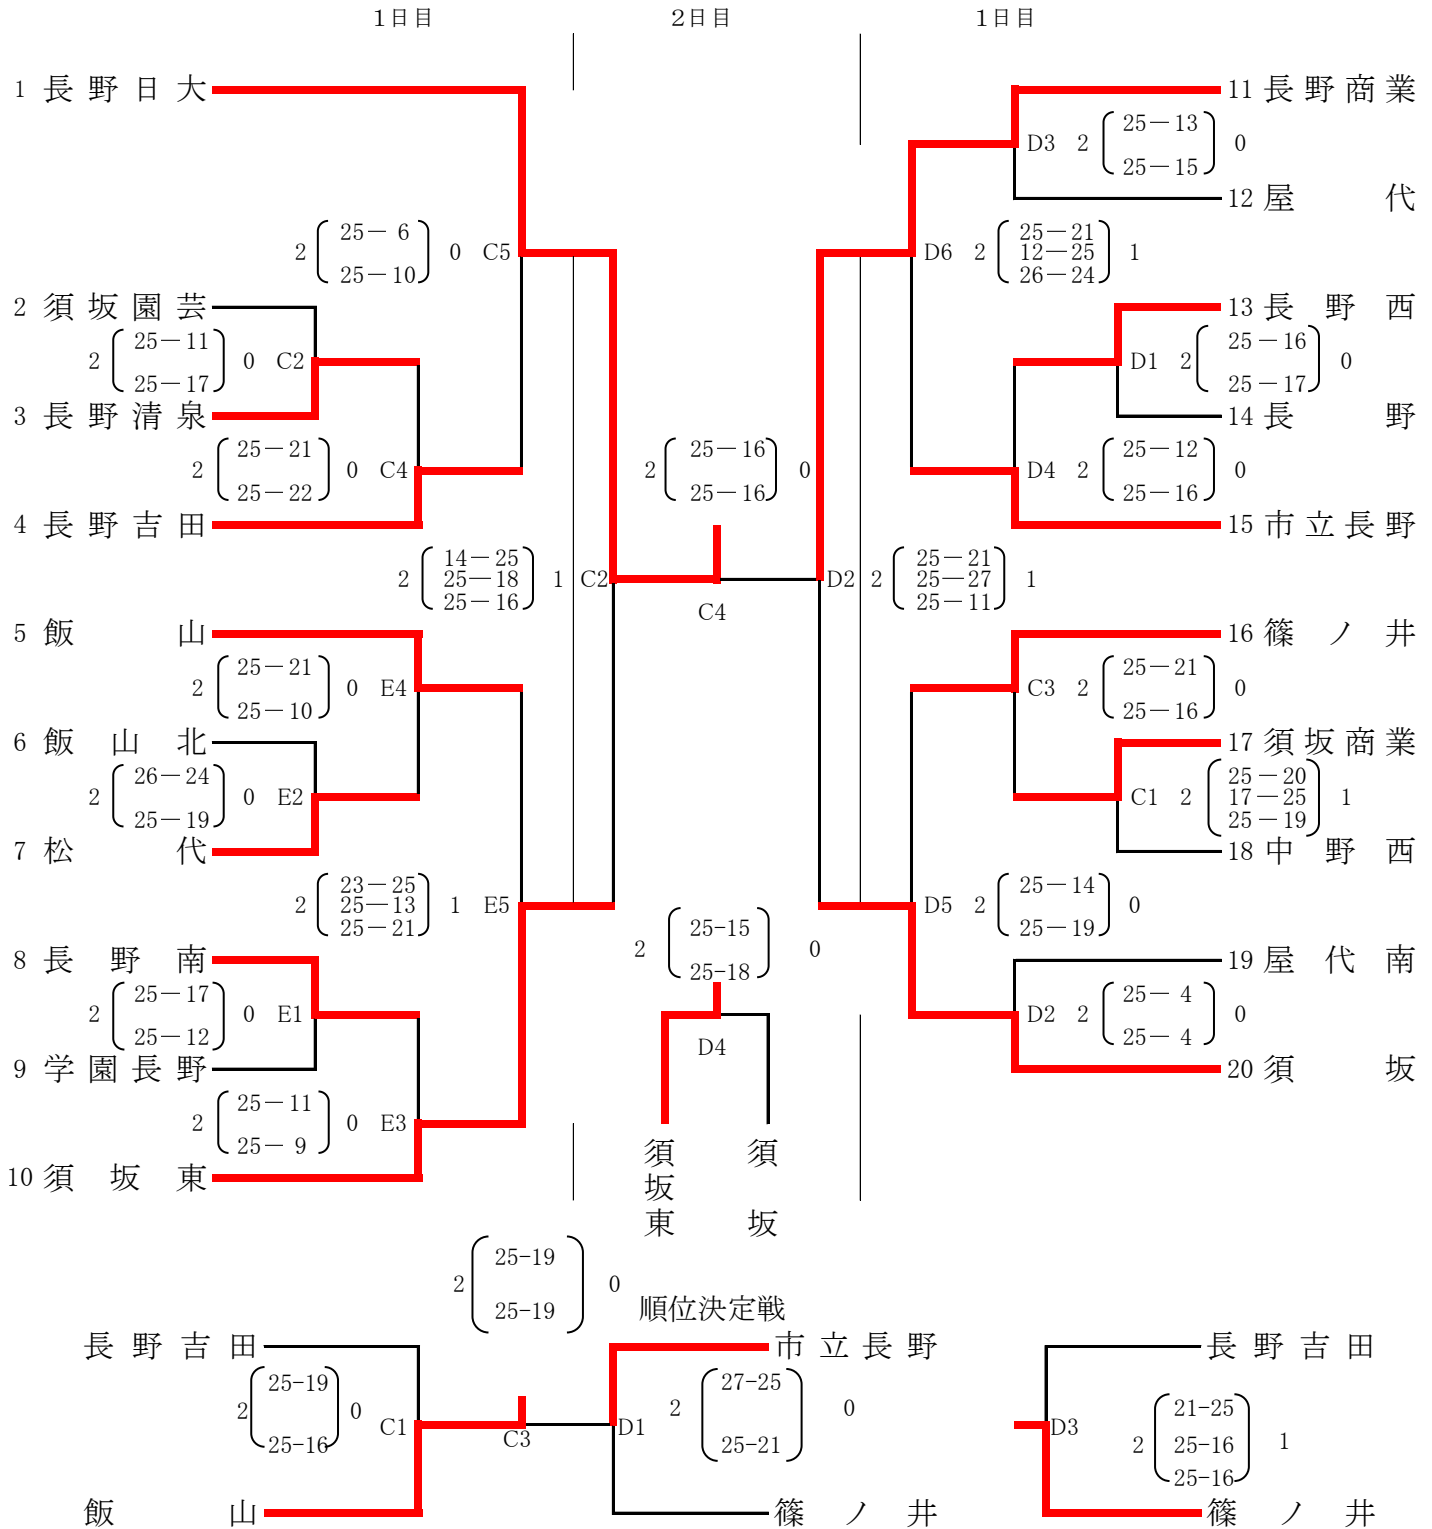 1日目
2日目
1日目
1 長野日大
11 長野商業
25－13
D3 2 0
25－15
12 屋代
25－ 6
2 0 C5
25－10
25－21
D6 2 12－25 1
26－24
2 須坂園芸
13 長野西
25－11
2 0 C2
25－17
25－16
D1 2 0
25－17
3 長野清泉
14 長野
25－21
2 0 C4
25－22
25－16
2 0
25－16
25－12
D4 2 0
25－16
4 長野吉田
15 市立長野
14－25
2 25－18 1 C2
25－16
25－21
D2 2 25－27 1
25－11
C4
5 飯山
16 篠ノ井
25－21
2 0 E4
25－10
25－21
C3 2 0
25－16
6 飯山北
17 須坂商業
26－24
2 0 E2
25－19
25－20
C1 2 17－25 1
25－19
7 松代
18 中野西
23－25
2 25－13 1 E5
25－21
25－14
D5 2 0
25－19
25-15
2 0
25-18
8 長野南
19 屋代南
25－17
2 0 E1
25－12
25－ 4
D2 2 0
25－ 4
D4
9 学園長野
20 須坂
25－11
2 0 E3
25－ 9
10 須坂東
須坂東
須坂
25-19
2 0
25-19
順位決定戦
長野吉田
市立長野
長野吉田
25-19
2 0 C1
25-16
C3
27-25
D1 2 0
25-21
21-25
D3 2 25-16 1
25-16
飯山
篠ノ井
篠ノ井